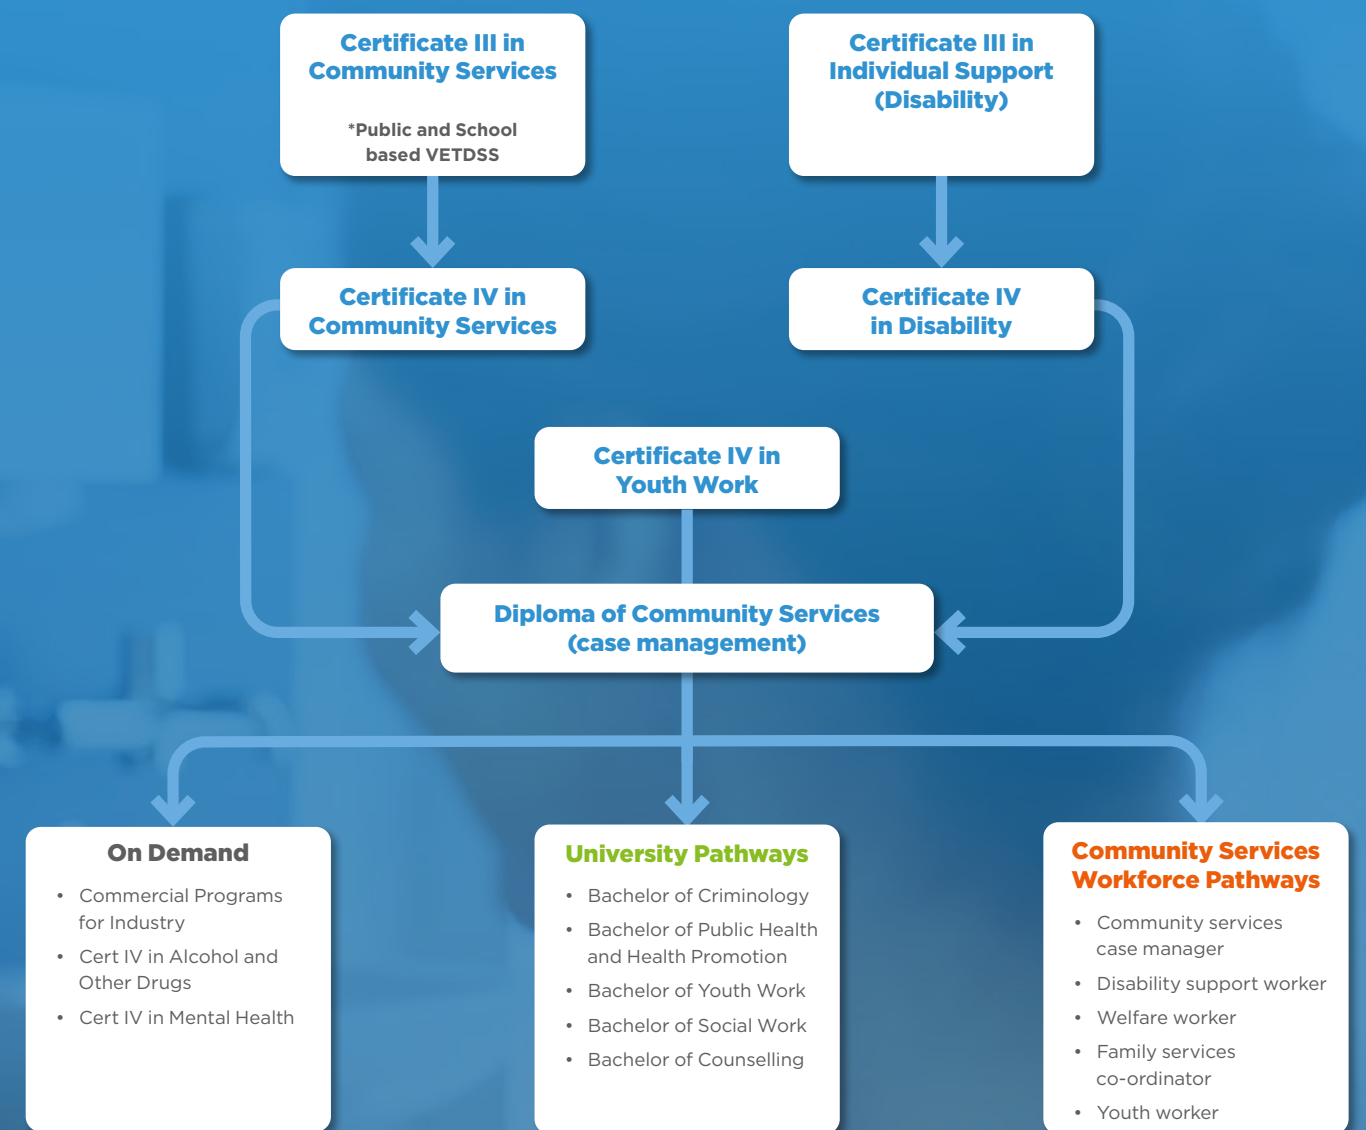 Certificate III in
Community Services
*Public and School
based VETDSS
Certificate III in
Individual Support
(Disability)
Certificate IV in
Community Services
Certificate IV
in Disability
Certificate IV in
Youth Work
Diploma of Community Services
(case management)
On Demand
• Commercial Programs
for Industry
• Cert IV in Alcohol and
Other Drugs
• Cert IV in Mental Health
University Pathways
• Bachelor of Criminology
• Bachelor of Public Health
and Health Promotion
• Bachelor of Youth Work
• Bachelor of Social Work
• Bachelor of Counselling
Community Services
Workforce Pathways
• Community services
case manager
• Disability support worker
• Welfare worker
• Family services
co-ordinator
• Youth worker